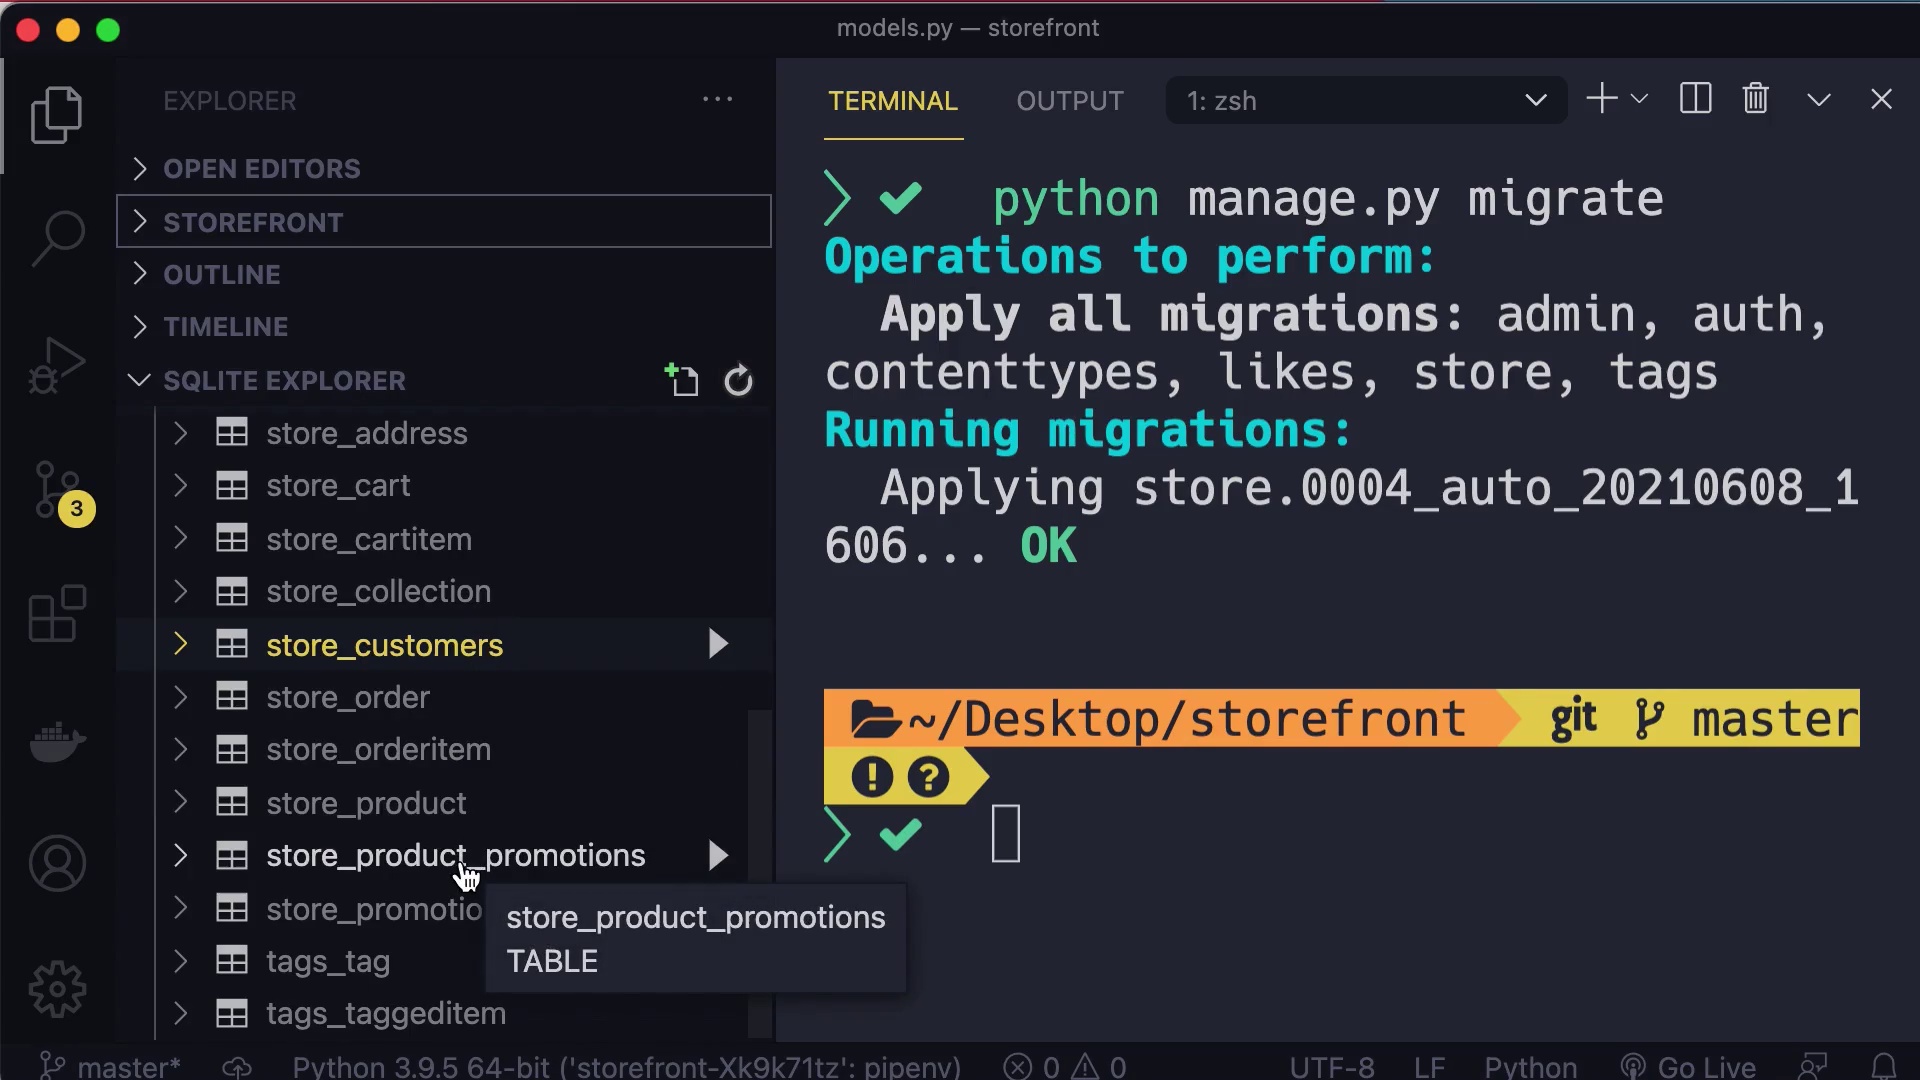 models.py — storefront
EXPLORER
OPEN EDITORS
STOREFRONT
OUTLINE
TIMELINE
SQLITE EXPLORER
store_address
store_cart
store_cartitem
store_collection
store_customers
store_order
store_orderitem
store_product
store_product_promotions
store_promotio
tags_tag
tags_taggeditem
store_product_promotions
TABLE
3
TERMINAL
OUTPUT
1: zsh
python manage.py migrate
Operations to perform:
Apply all migrations: admin, auth,
contenttypes, likes, store, tags
Running migrations:
Applying store.0004_auto_20210608_1
606... OK
~/Desktop/storefront git master
! ?
master* Python 3.9.5 64-bit ('storefront-Xk9k71tz': pipenv) 0 0 UTF-8 LF Python Go Live